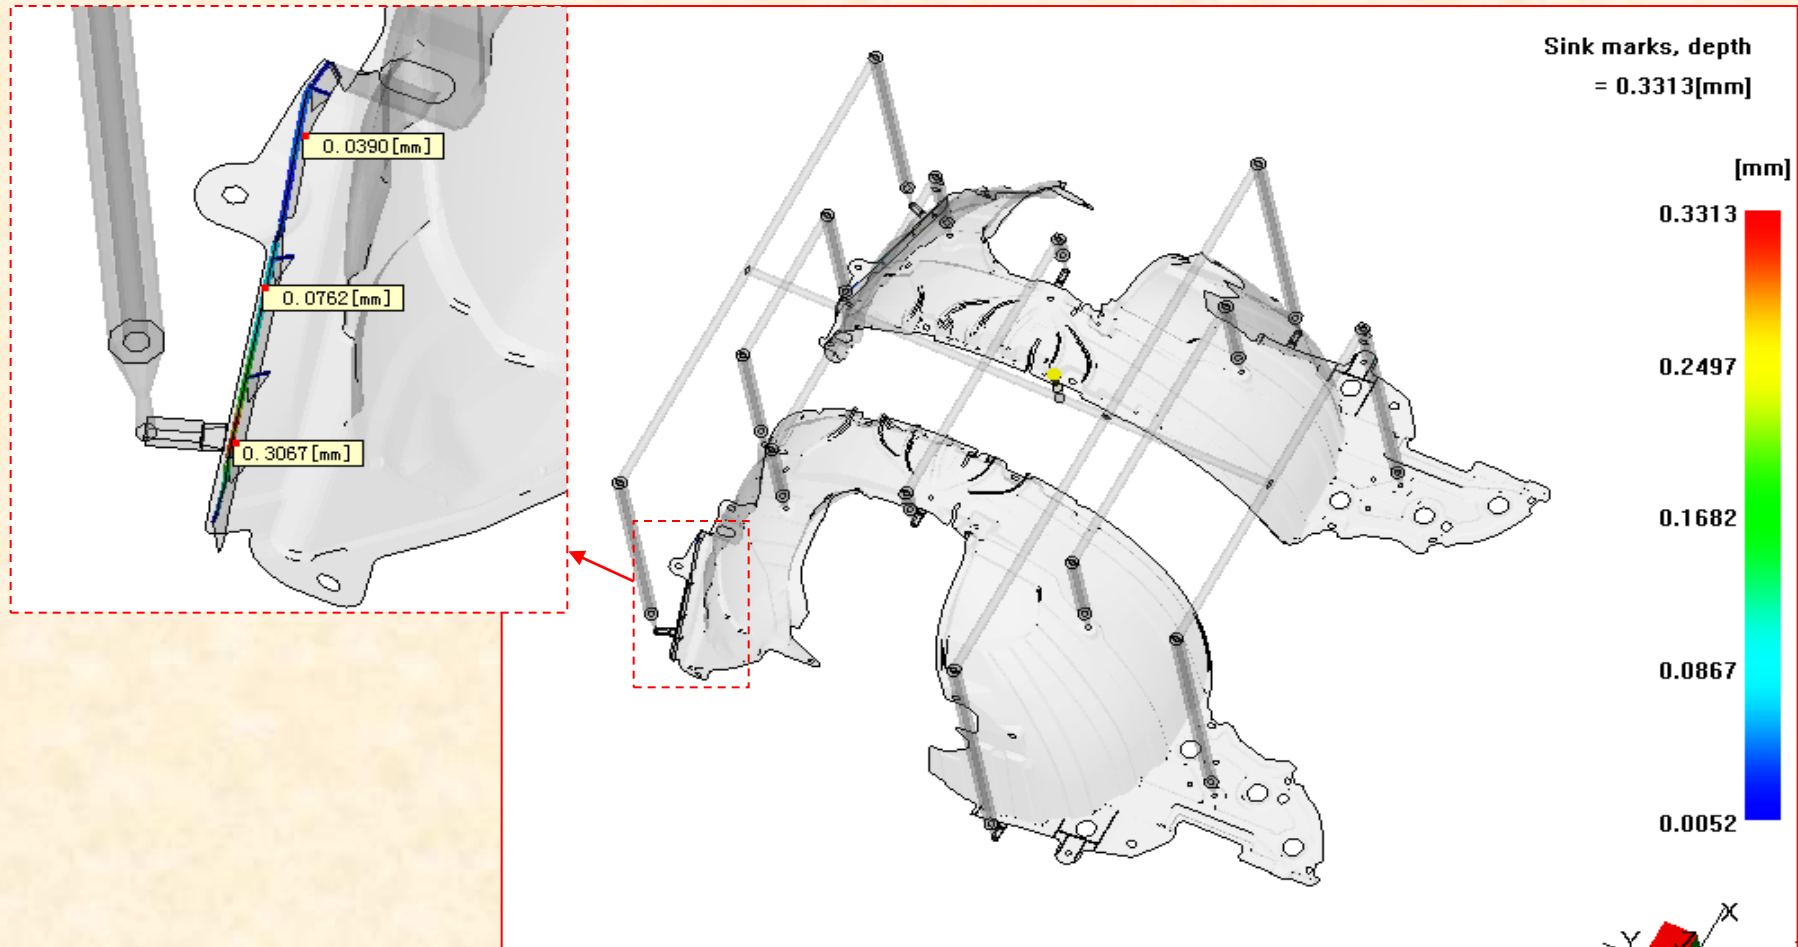 0.0390[mm]
0.0762[mm]
0.3067[mm]
Sink marks, depth
= 0.3313[mm]
[mm]
0.3313
0.2497
0.1682
0.0867
0.0052
X
Y
Z